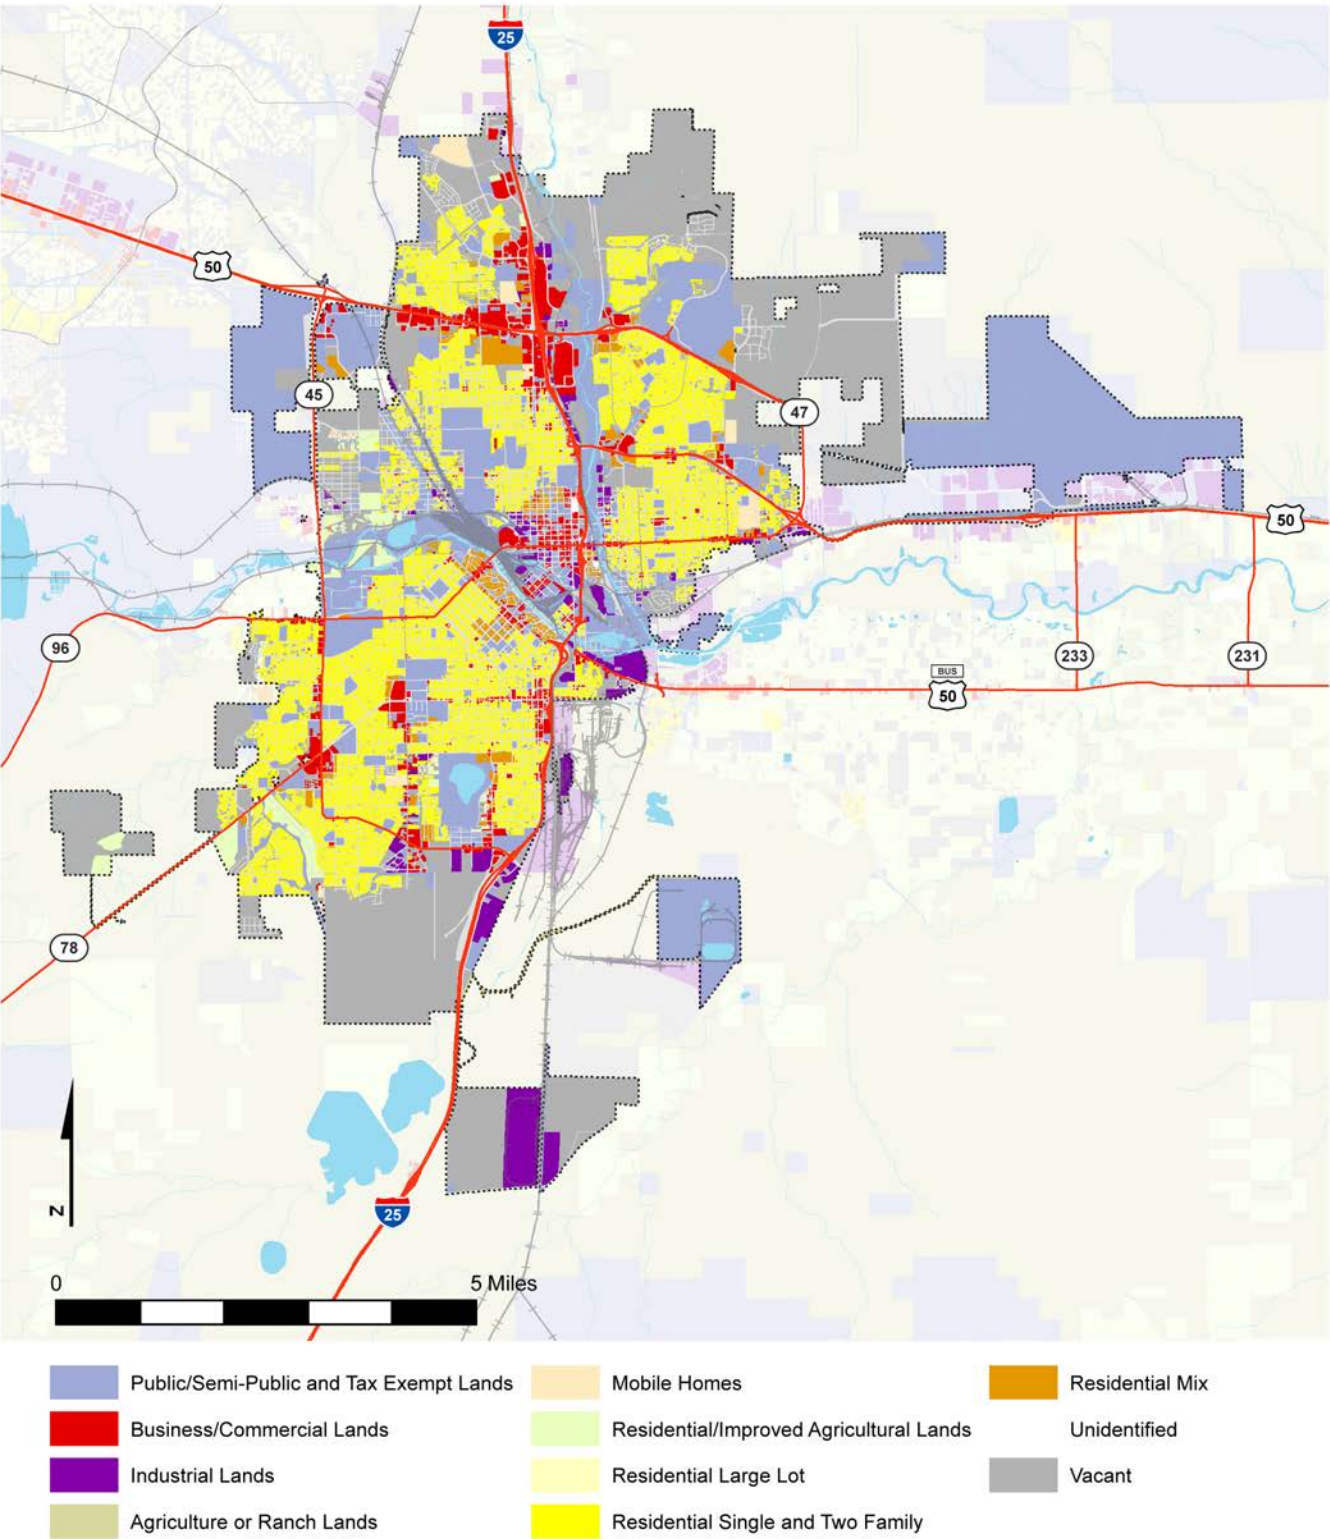 25
50
45
47
50
96
233
231
BUS
50
78
N
25
0
5 Miles
Public/Semi-Public and Tax Exempt Lands
Mobile Homes
Residential Mix
Business/Commercial Lands
Residential/Improved Agricultural Lands
Unidentified
Industrial Lands
Residential Large Lot
Vacant
Agriculture or Ranch Lands
Residential Single and Two Family